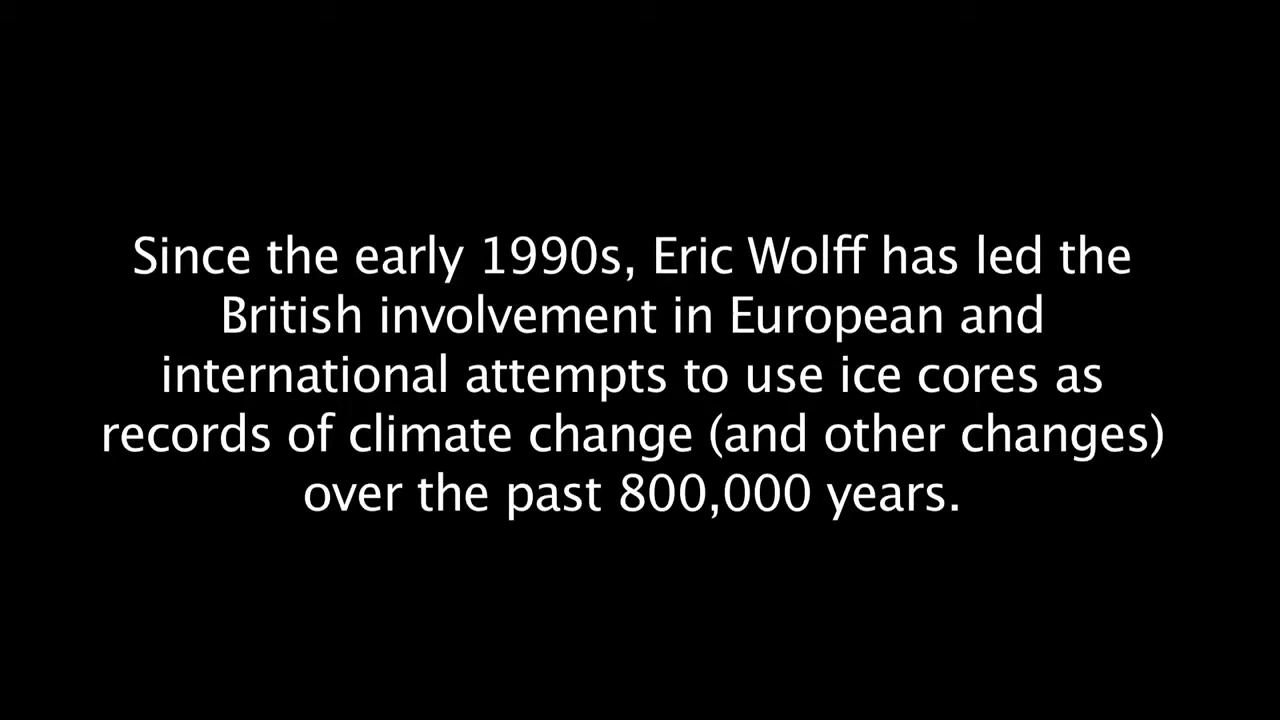 Since the early 1990s, Eric Wolff has led the
British involvement in European and
international attempts to use ice cores as
records of climate change (and other changes)
over the past 800,000 years.